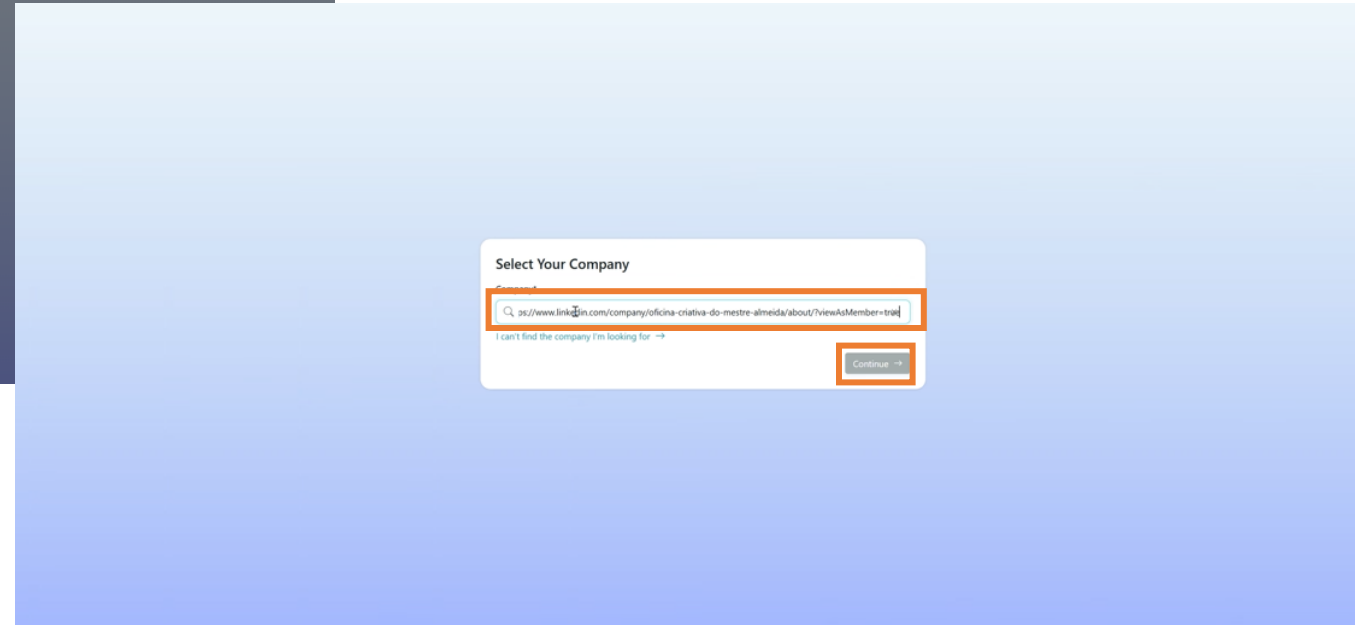 Select Your Company
Company*
ps://www.linkedin.com/company/oficina-criativa-do-mestre-almeida/about/?viewAsMember=true
I can't find the company I'm looking for →
Continue →